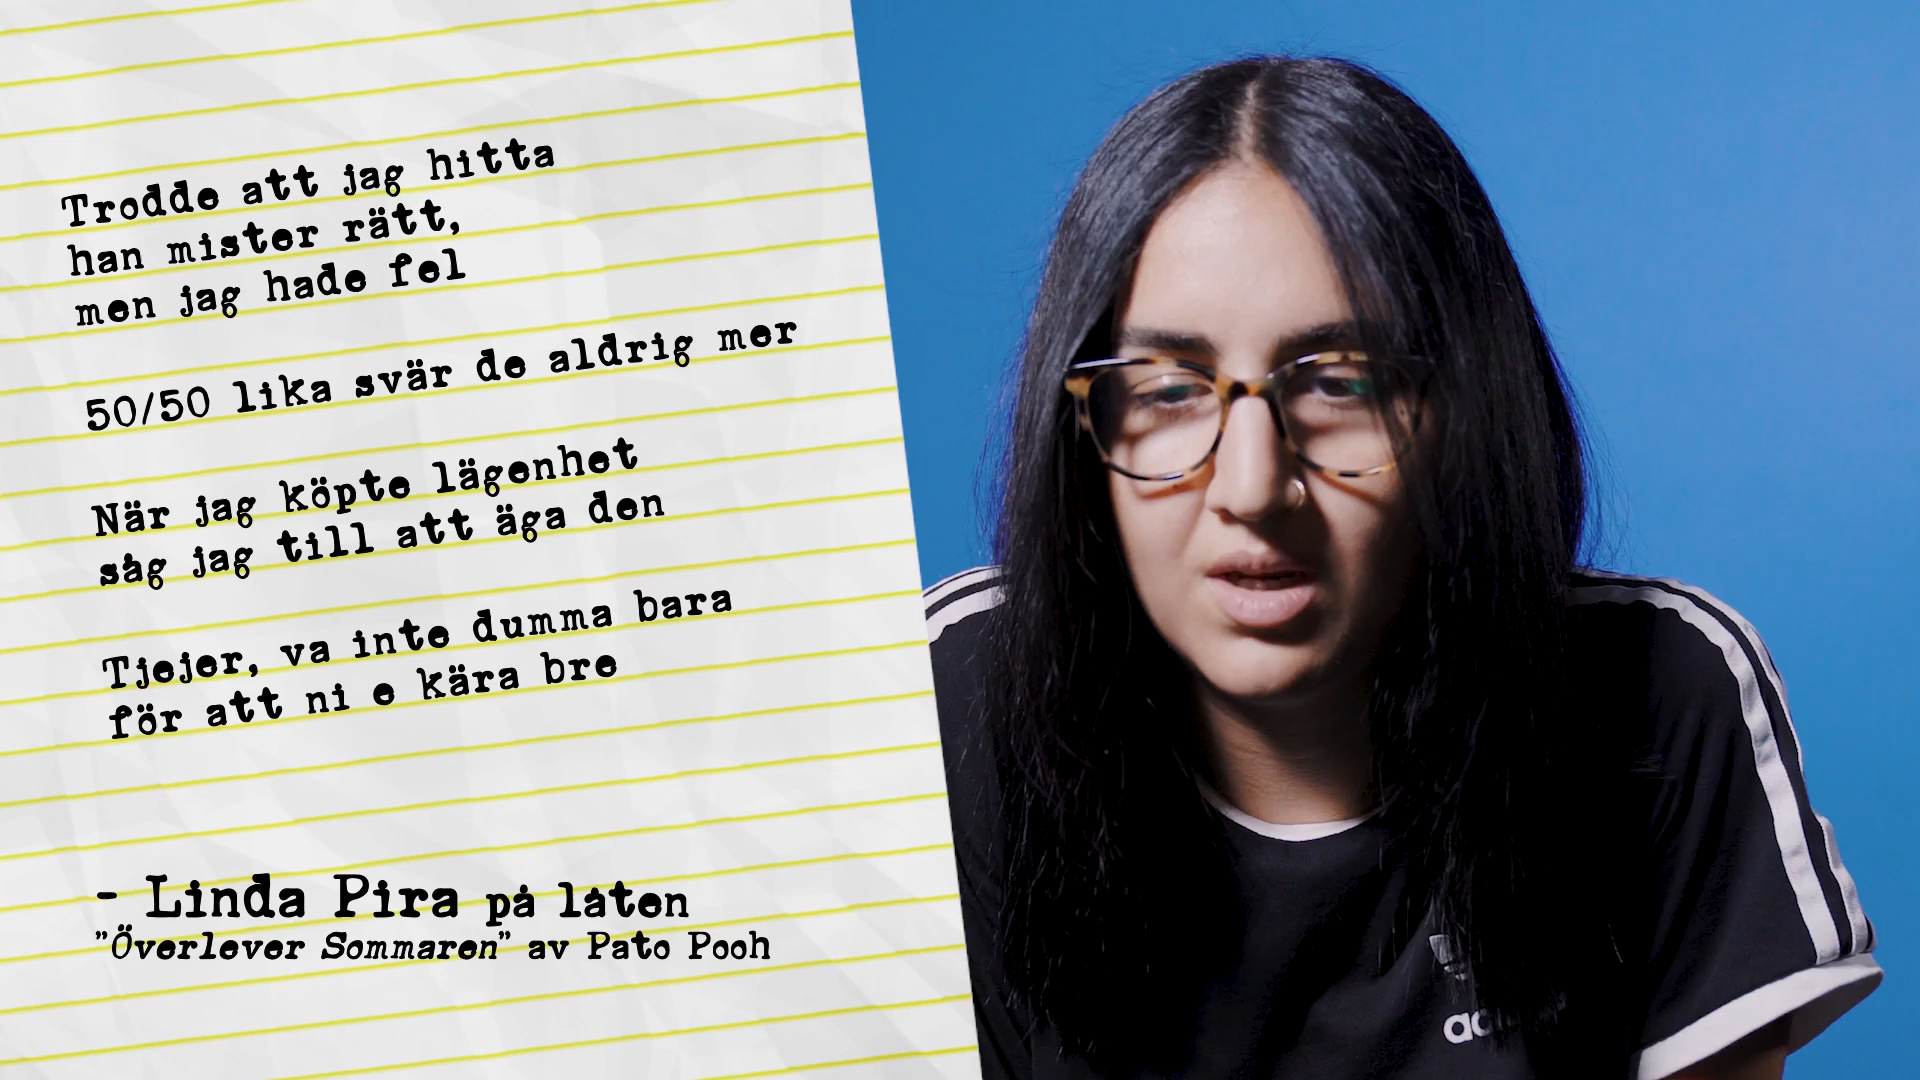 Trodde att jag hitta
han mister rätt,
men jag hade fel
50/50 lika svär de aldrig mer
När jag köpte lägenhet
såg jag till att äga den
Tjejer, va inte dumma bara
för att ni e kära bre
- Linda Pira på låten
"Överlever Sommaren" av Pato Pooh